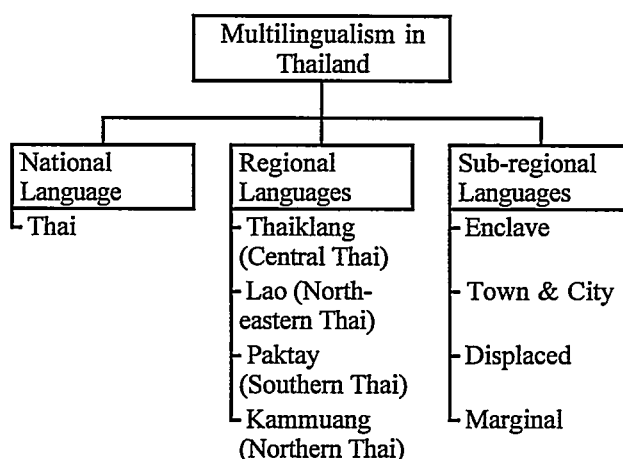 Multilingualism in
Thailand
National
Language
Thai
Regional
Languages
Thaiklang
(Central Thai)
Lao (North-
eastern Thai)
Paktay
(Southern Thai)
Kammuang
(Northern Thai)
Sub-regional
Languages
Enclave
Town & City
Displaced
Marginal